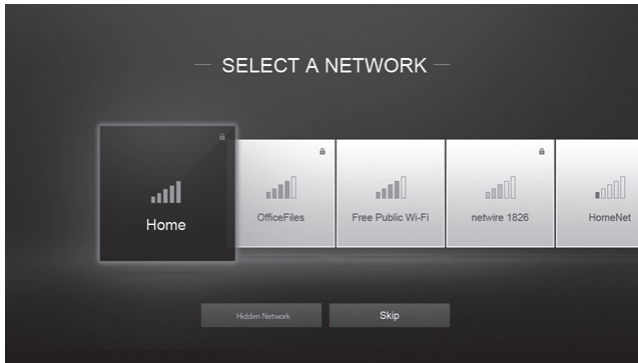 SELECT A NETWORK
Home
OfficeFiles
Free Public Wi-Fi
netwire 1826
HomeNet
Hidden Network
Skip